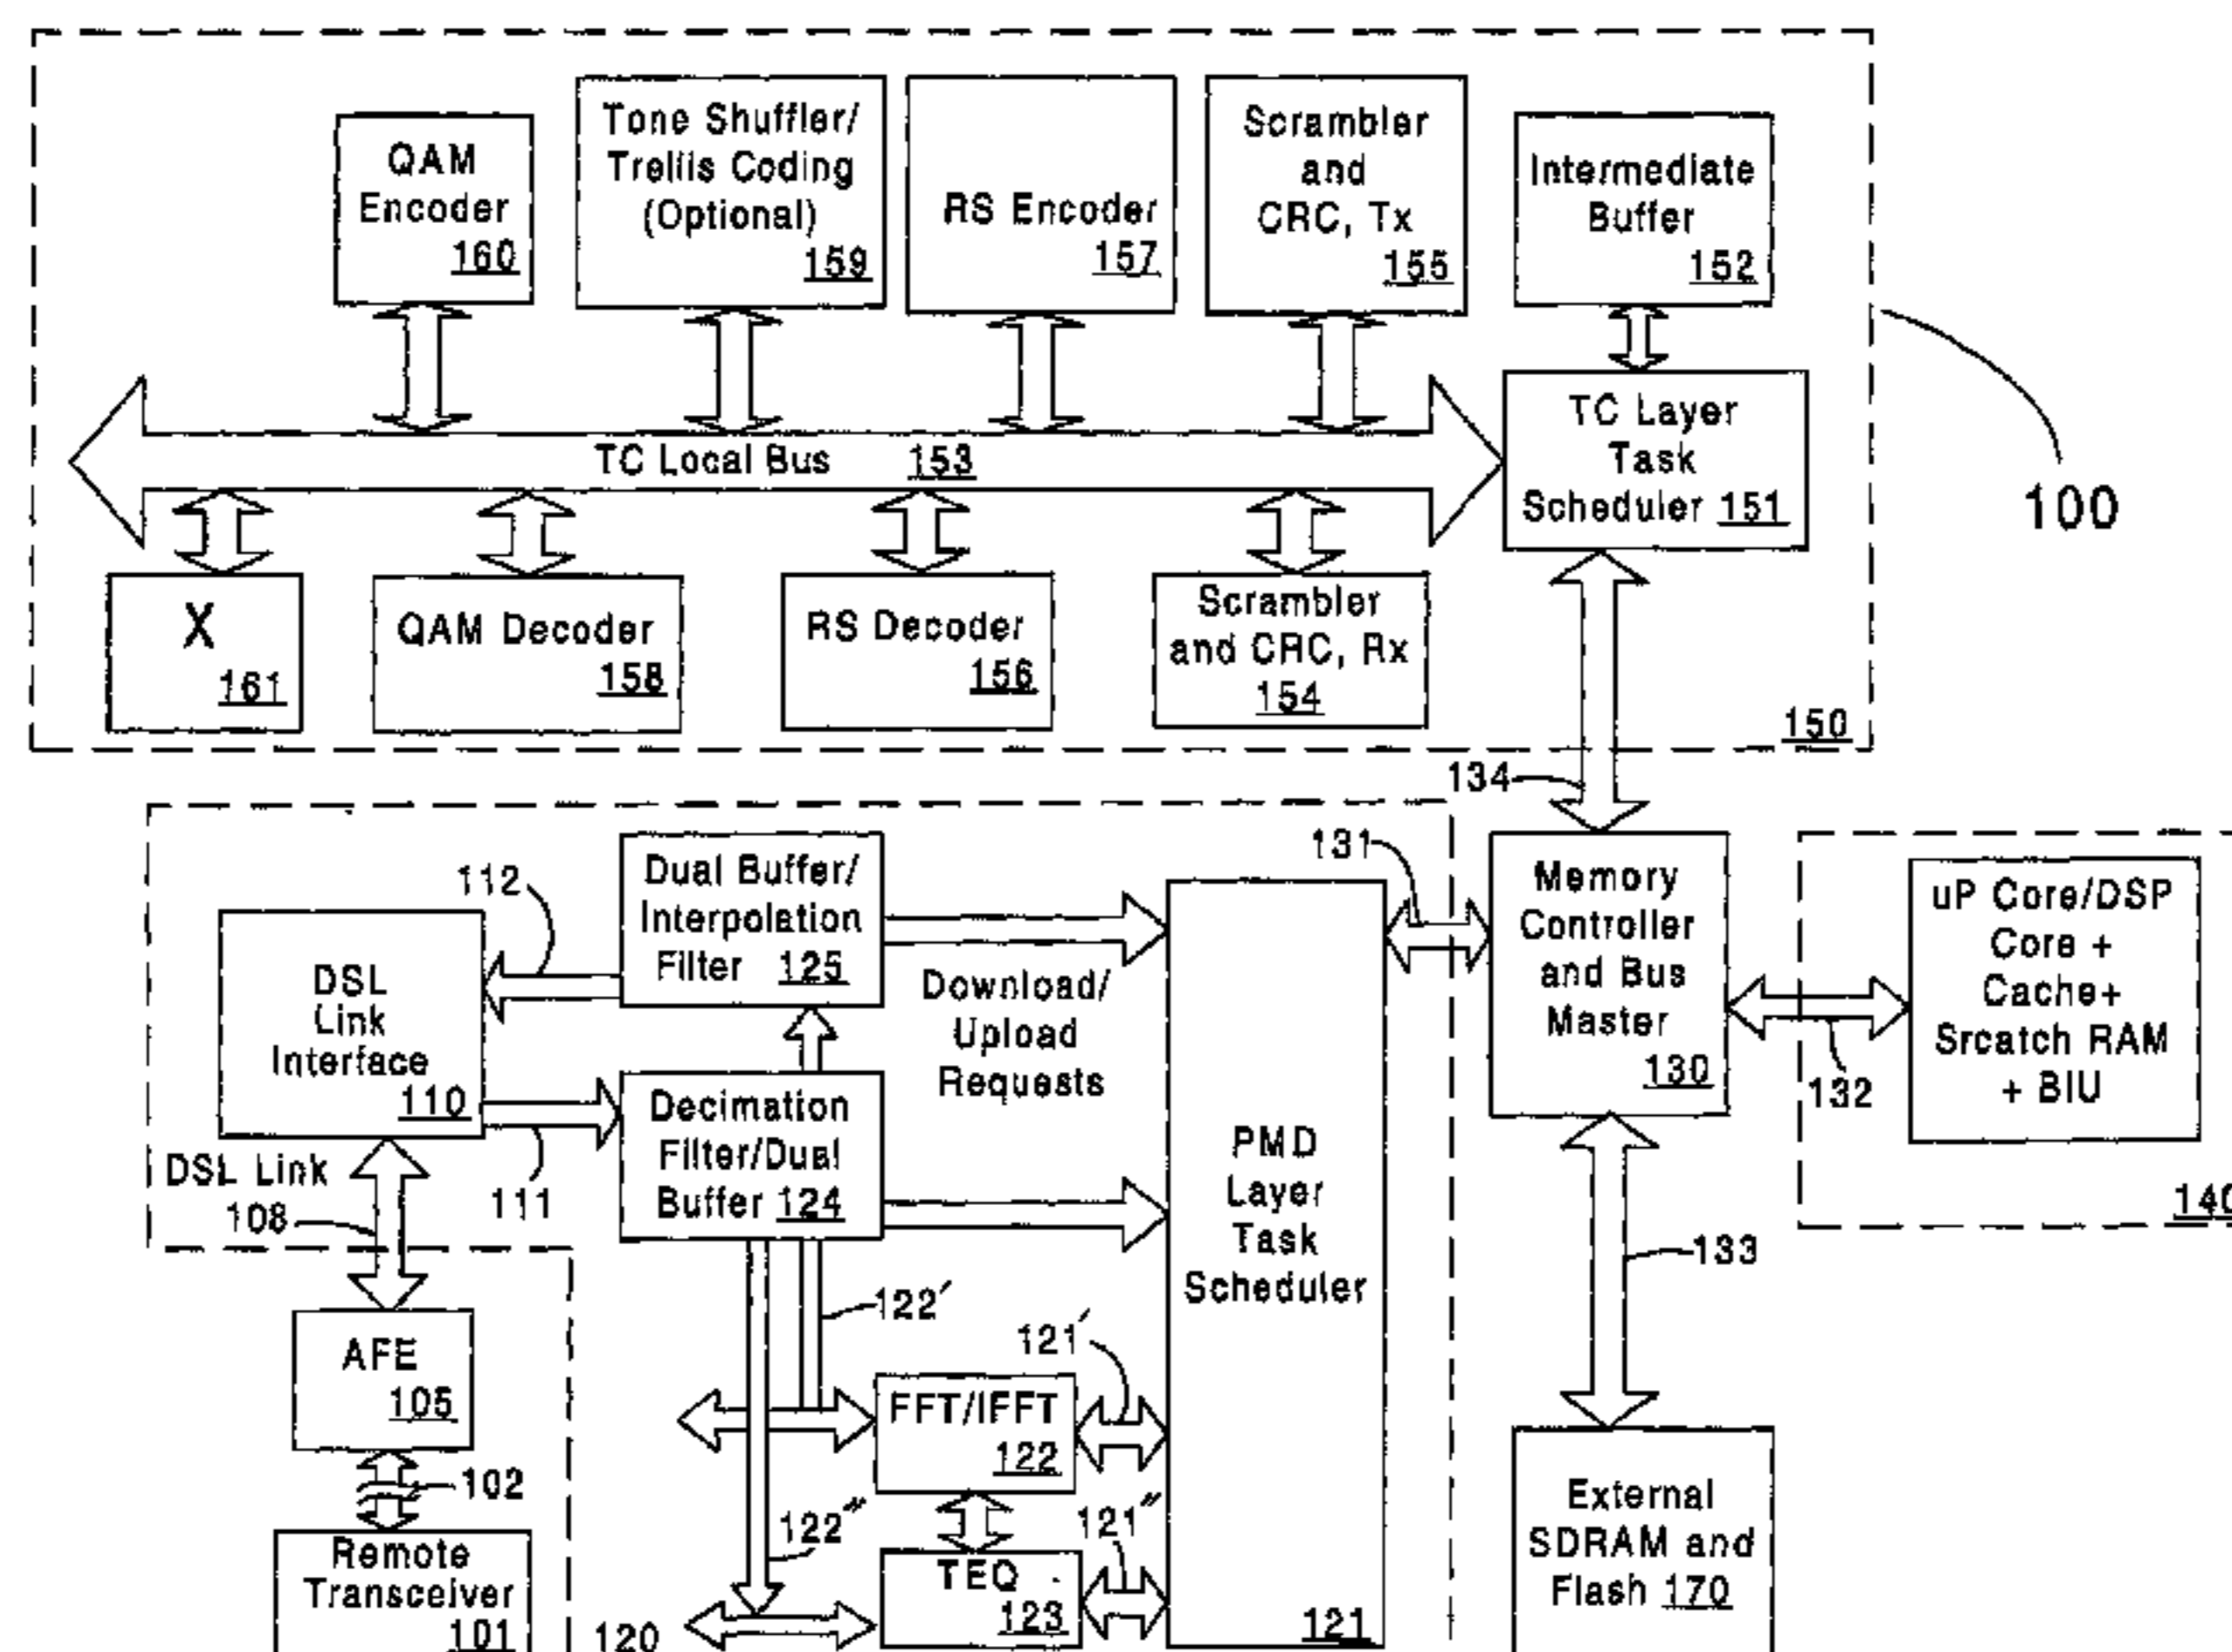 QAM
Encoder
160
Tone Shuffler/
Trellis Coding
(Optional)
159
RS Encoder
157
Scrambler
and
CRC, Tx
155
Intermediate
Buffer
152
TC Local Bus 153
TC Layer
Task
Scheduler 151
100
X
161
QAM Decoder
158
RS Decoder
156
Scrambler
and CRC, Rx
154
150
134
131
112
DSL
Link
Interface
110
Dual Buffer/
Interpolation
Filter 125
Download/
Upload
Requests
Decimation
Filter/Dual
Buffer 124
111
DSL Link
108
PMD
Layer
Task
Scheduler
121
Memory
Controller
and Bus
Master
130
132
uP Core/DSP
Core +
Cache+
Srcatch RAM
+ BIU
140
133
AFE
105
102
Remote
Transceiver
101
120
122'
122"
121'
FFT/IFFT
122
121"
TEQ
123
External
SDRAM and
Flash 170